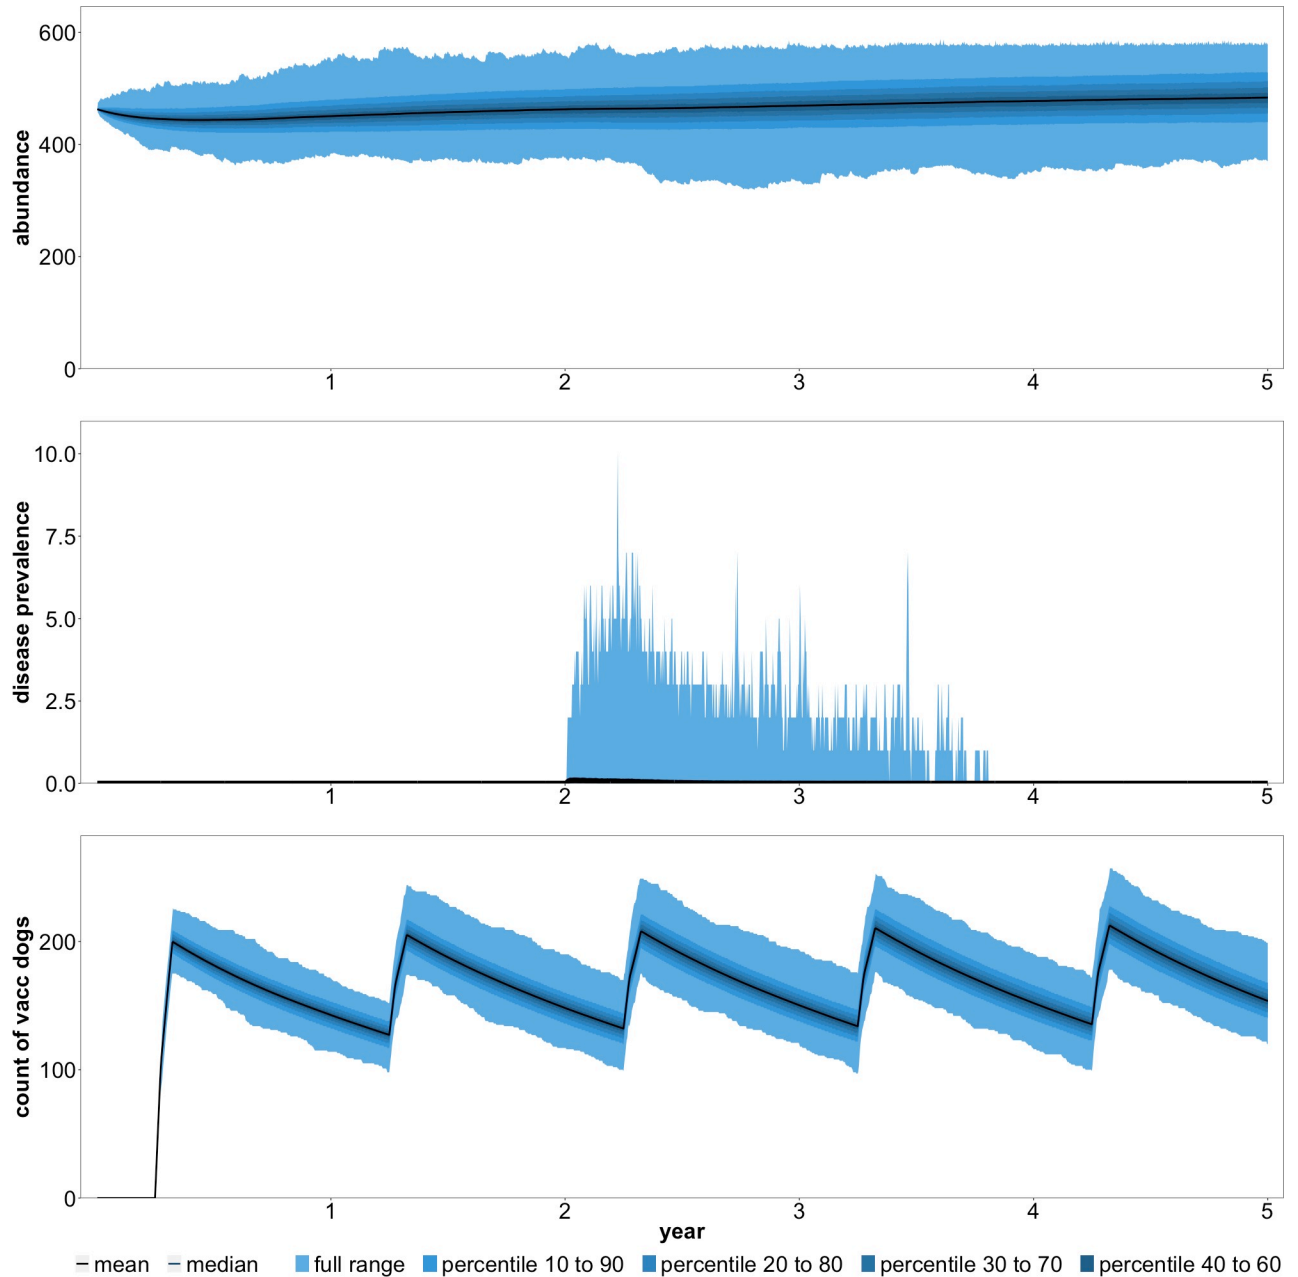 600
400
200
0
abundance
1 2 3 4 5
10.0
7.5
5.0
2.5
0.0
disease prevalence
1 2 3 4 5
200
100
0
count of vacc dogs
1 2 3 4 5
year
mean median full range percentile 10 to 90 percentile 20 to 80 percentile 30 to 70 percentile 40 to 60